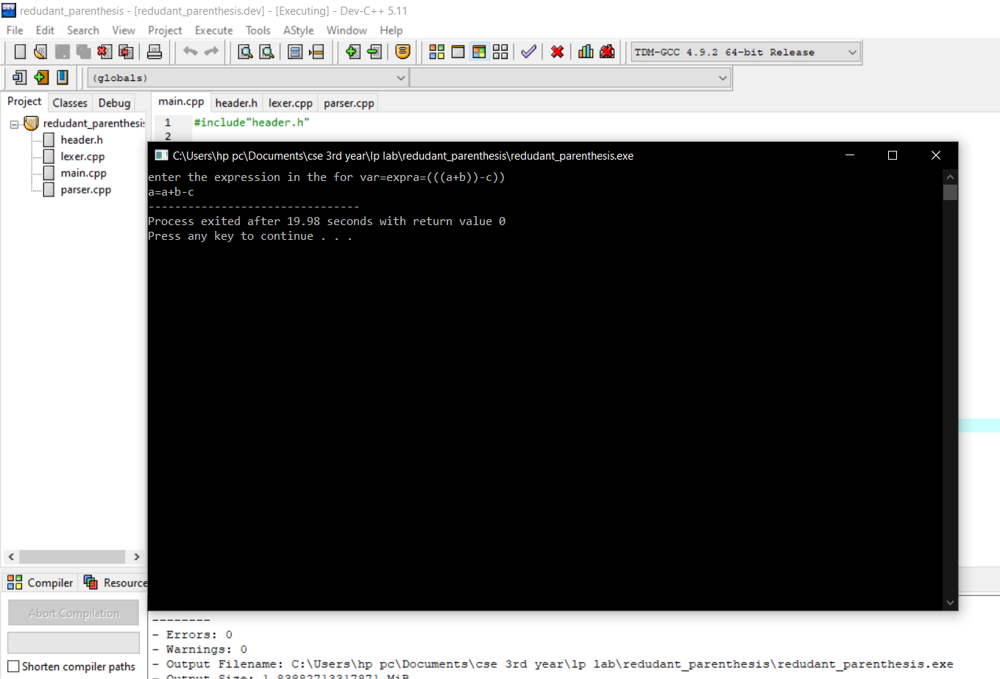 redudant_parenthesis - [redudant_parenthesis.dev] - [Executing] - Dev-C++ 5.11
File Edit Search View Project Execute Tools AStyle Window Help
TDM-GCC 4.9.2 64-bit Release
(globals)
Project Classes Debug
main.cpp header.h lexer.cpp parser.cpp
redudant_parenthesi
header.h
lexer.cpp
main.cpp
parser.cpp
1 #include"header.h"
2
C:\Users\hp pc\Documents\cse 3rd year\lp lab\redudant_parenthesis\redudant_parenthesis.exe
enter the expression in the for var=expra=(((a+b))-c))
a=a+b-c
--------------------------------
Process exited after 19.98 seconds with return value 0
Press any key to continue . . .
Compiler Resource
Abort Compilation
Shorten compiler paths
--------
- Errors: 0
- Warnings: 0
- Output Filename: C:\Users\hp pc\Documents\cse 3rd year\lp lab\redudant_parenthesis\redudant_parenthesis.exe
- Output Size: 1.83882713317871 MiB